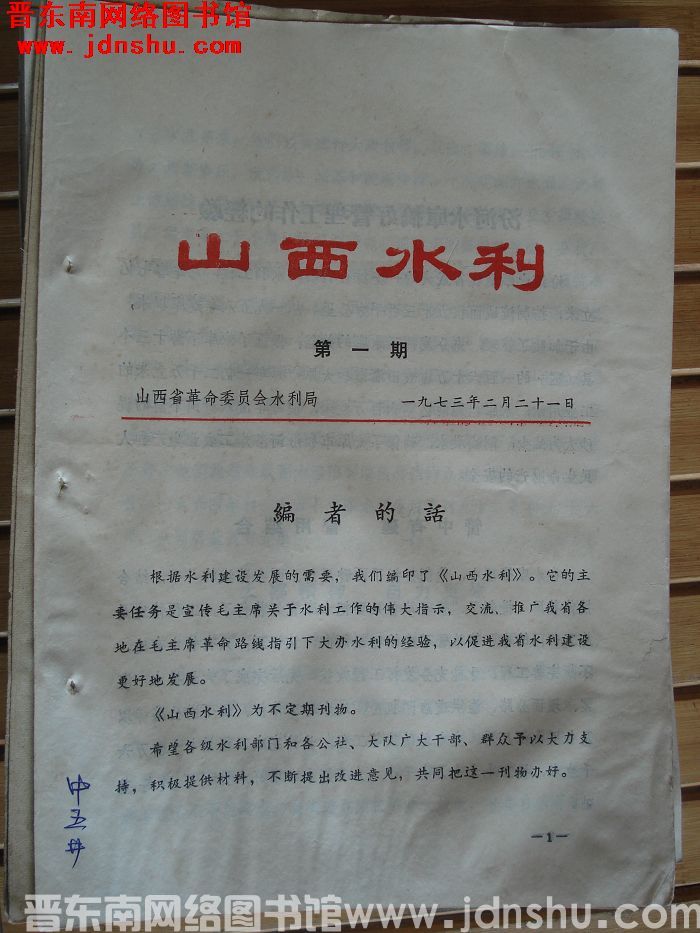 晋东南网络图书馆
www.jdnshu.com
山西水利
第一期
山西省革命委员会水利局 一九七三年二月二十一日
編者的話
根据水利建设发展的需要，我们编印了《山西水利》。它的主
要任务是宣传毛主席关于水利工作的伟大指示，交流、推广我省各
地在毛主席革命路线指引下大办水利的经验，以促进我省水利建设
更好地发展。
《山西水利》为不定期刊物。
希望各级水利部门和各公社、大队广大干部、群众予以大力支
持，积极提供材料，不断提出改进意见，共同把这一刊物办好。
中五井
—1—
晋东南网络图书馆www.jdnshu.com